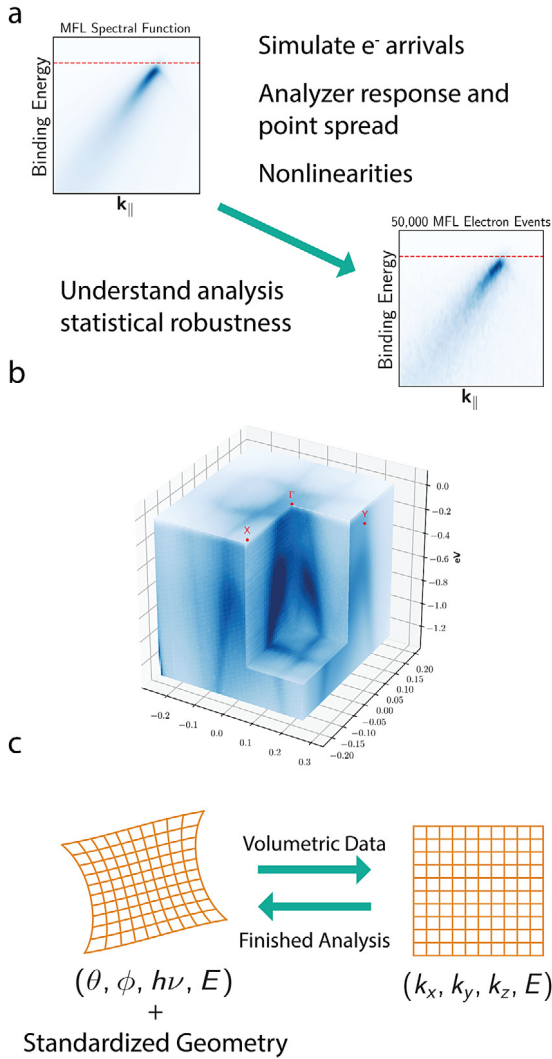 a
MFL Spectral Function
Binding Energy
k∥
Simulate e⁻ arrivals
Analyzer response and
point spread
Nonlinearities
Understand analysis
statistical robustness
50,000 MFL Electron Events
Binding Energy
k∥
b
X
Γ
Y
0.0
−0.2
−0.4
−0.6
−0.8
−1.0
−1.2
eV
−0.2
−0.1
0.0
0.1
0.2
0.3
0.20
0.15
0.10
0.05
0.00
−0.05
−0.10
−0.15
−0.20
c
Volumetric Data
Finished Analysis
(θ, ϕ, hν, E)
+
Standardized Geometry
(kₓ, k_y, k_z, E)